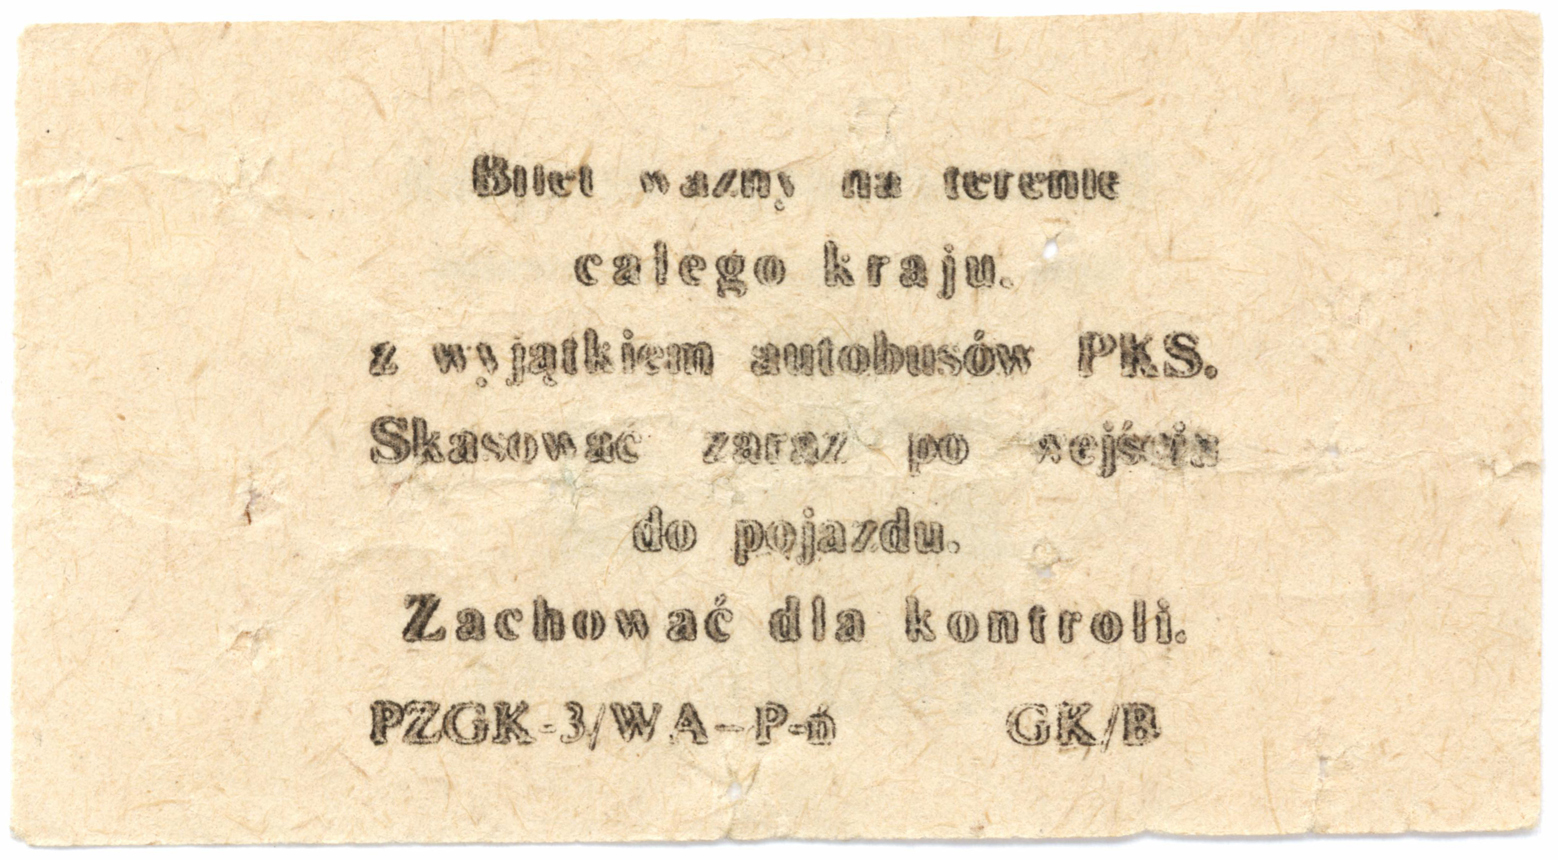 Bilet ważny na terenie
całego kraju.
z wyjątkiem autobusów PKS.
Skasować zaraz po wejściu
do pojazdu.
Zachować dla kontroli.
PZGK-3/WA-P-ń GK/B